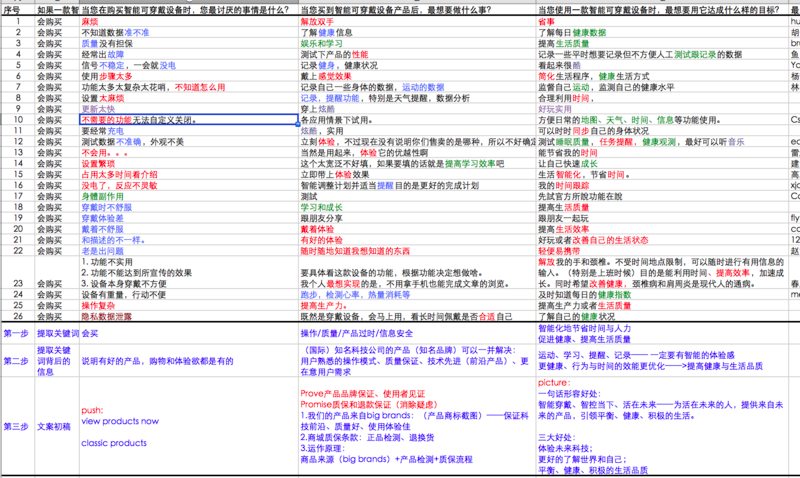 序号 如果一款智 当您在购买智能可穿戴设备时，您最讨厌的事情是什么？ 当您买到智能可穿戴设备产品后，最想要做什么事？ 当您使用一款智能可穿戴设备时，最想要用它达成什么样的目标？
1 会购买 麻烦 解放双手 省事
2 会购买 不知道数据准不准 了解健康信息 了解每日健康数据
3 会购买 质量没有担保 娱乐和学习 提高生活质量
4 会购买 经常出故障 测试下产品的性能 记录一些平时想要记录但不方便人工测试跟记录的数据
5 会购买 信号不稳定，一会就没电 记录健身，健康状况 看起来很酷
6 会购买 使用步骤太多 戴上感觉效果 简化生活程序，健康生活方式
7 会购买 功能太多太复杂太花哨，不知道怎么用 记录自己一些身体的数据，运动的数据 监督自己运动，监测自己的健康水平
8 会购买 设置太麻烦 记录，提醒功能，特别是天气提醒，数据分析 合理利用时间，
9 会购买 更新太快 穿上炫酷 好玩实用
10 会购买 不需要的功能无法自定义关闭。 各应用情景下试用。 方便日常的地图、天气、时间、信息等功能使用。
11 会购买 要经常充电 炫酷，实用 可以时时同步自己的身体状况
12 会购买 测试数据不准确，外观不美 立刻体验，不过现在没有说明你们售卖的是哪种，所以不好确定 测试睡眠质量，任务提醒，健康观测，最好可以听音乐
13 会购买 不会用。。。 当然是用起来，体验它的优越性啊 能节省我的时间
14 会购买 设置繁琐 这个太宽泛不好填，如果要填的话就是提高学习效率吧 让自己快速成长
15 会购买 占用太多时间看介绍 立即带上体验效果 生活智能化，节省时间。
16 会购买 没电了，反应不灵敏 智能调整计划并适当提醒目的是更好的完成计划 我的时间跟踪
17 会购买 身體副作用 測試 先試官方所說功能在說
18 会购买 穿戴时不舒服 学习和成长 提高生活质量
19 会购买 穿戴体验差 跟朋友分享 跟朋友一起玩
20 会购买 戴着不舒服 戴着体验 提高生活效率
21 会购买 和描述的不一样。 有好的体验 好玩或者改善自己的生活状态
22 会购买 老是出问题 随时随地知道我想知道的东西 轻便易携带
23 会购买 1. 功能不实用
2. 功能不能达到所宣传的效果
3. 设备本身穿戴不方便
要具体看这款设备的功能，根据功能决定想做啥。
我个人最想实现的是，不用拿手机也能完成文章的浏览。
解放我的手和颈椎。不受时间地点限制，可以随时进行有用信息的
输入。（特别是上班时候）目的是能利用时间、提高效率，加速成
长。同时希望改善健康，颈椎病和肩周炎是现代人的通病。
24 会购买 设备有重量，行动不便 跑步，检测心率，热量消耗等 及时知道每日的健康指数
25 会购买 操作复杂 提高生产力。 提高生产力或者生活质量
26 会购买 隐私数据泄露 既然是穿戴设备，会马上用，看长时间佩戴是否合适自己 了解自己的健康状况
第一步 提取关键词 会买 操作/质量/产品过时/信息安全
智能化地节省时间与人力
促进健康、提高生活质量
第二步 提取关键
词背后的
信息
说明有好的产品，购物和体验欲都是有的
（国际）知名科技公司的产品（知名牌）可以一并解决：
用户熟悉的操作模式、质量保证、技术先进（前沿产品）、更
在意用户需求
运动、学习、提醒、记录—— 一定要有智能的体验感
更健康、行为与时间的效能更优化——>提高健康与生活品质
第三步 文案初稿
push:
view products now
classic products
Prove产品品牌保证、使用者见证
Promise质保和退款保证（消除疑虑）
1.我们的产品来自big brands：（产品商标截图）——保证科
技前沿、质量好、使用体验佳
2.商城质保条款：正品检测、退换货
3.运作原理：
商品来源（big brands）+产品检测+质保流程
picture：
一句话形容好处：
智能穿戴、智控当下、活在未来——为活在未来的人，提供来自未
来的产品，引领平衡、健康、积极的生活。
三大好处：
体验未来科技；
更好的了解世界和自己；
平衡、健康、积极的生活品质